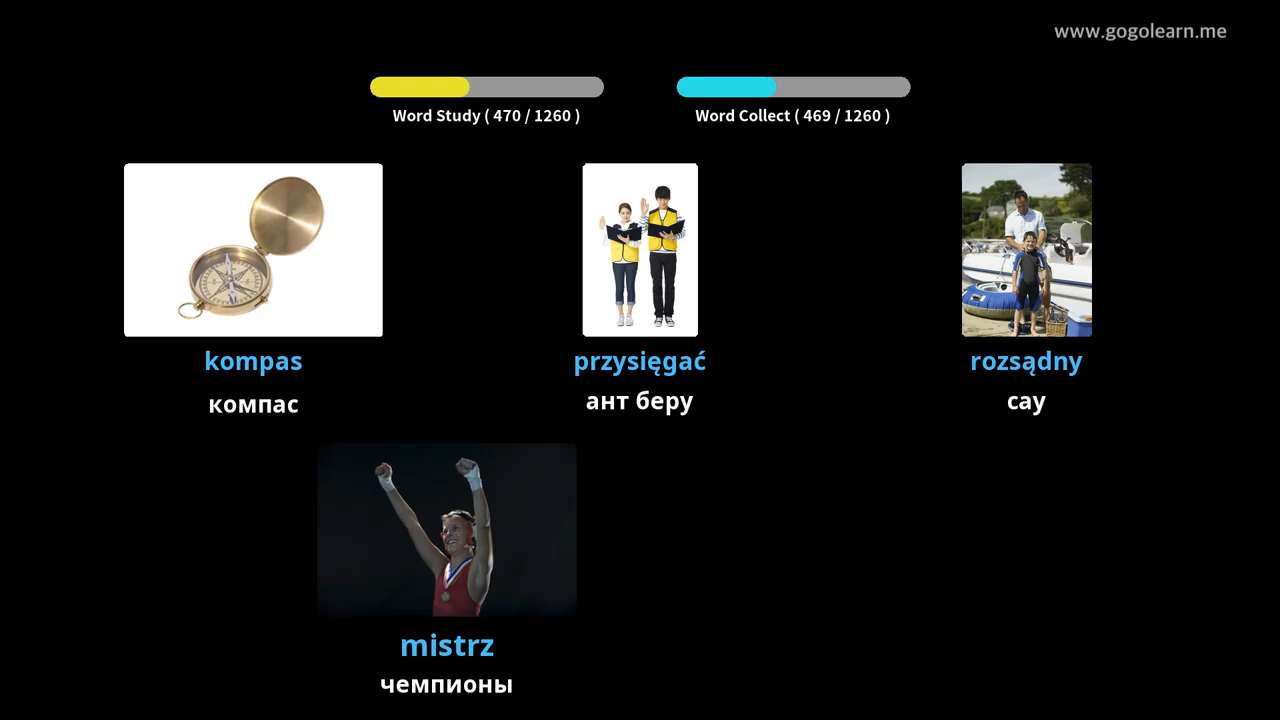 www.gogolearn.me
Word Study ( 470 / 1260 )
Word Collect ( 469 / 1260 )
kompas
компас
przysięgać
ант беру
rozsądny
сау
mistrz
чемпионы